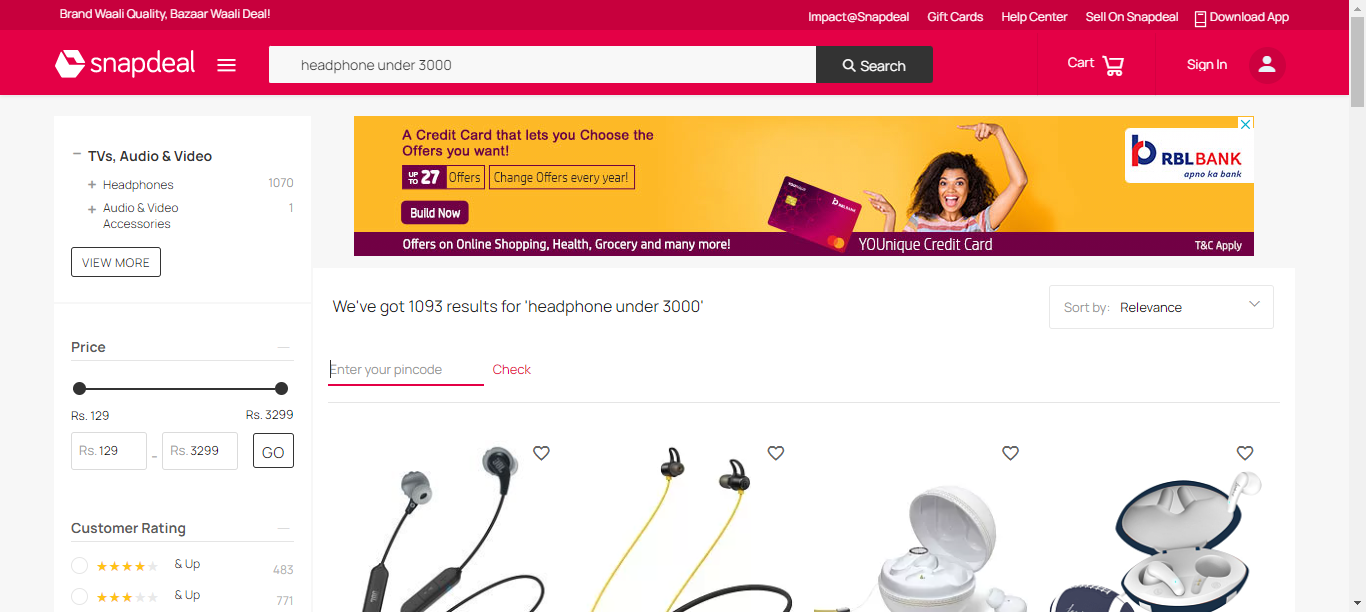 Brand Waali Quality, Bazaar Waali Deal!
Impact@Snapdeal Gift Cards Help Center Sell On Snapdeal Download App
snapdeal
headphone under 3000
Search
Cart
Sign In
TVs, Audio & Video
Headphones 1070
Audio & Video 1
Accessories
VIEW MORE
Price
Rs. 129 Rs. 3299
Rs. 129 - Rs. 3299 GO
Customer Rating
& Up 483
& Up 771
A Credit Card that lets you Choose the
Offers you want!
UP TO 27 Offers Change Offers every year!
Build Now
Offers on Online Shopping, Health, Grocery and many more!
YOUnique Credit Card
T&C Apply
RBLBANK
apno ka bank
We've got 1093 results for 'headphone under 3000'
Sort by: Relevance
Enter your pincode Check